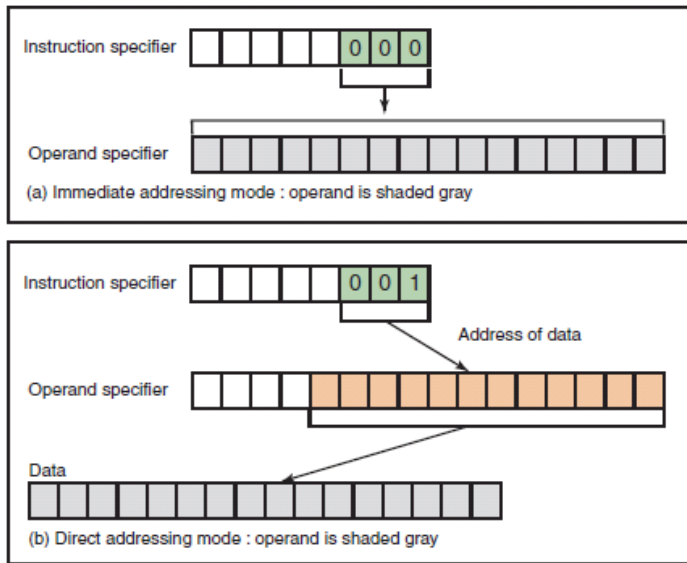 Instruction specifier 0 0 0
Operand specifier
(a) Immediate addressing mode : operand is shaded gray
Instruction specifier 0 0 1
Address of data
Operand specifier
Data
(b) Direct addressing mode : operand is shaded gray